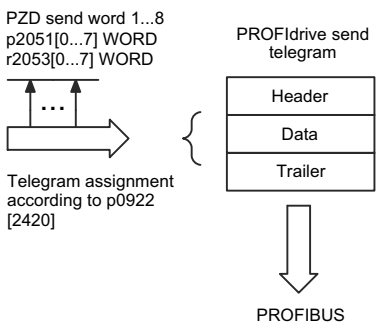 PZD send word 1...8
p2051[0...7] WORD
r2053[0...7] WORD
...
Telegram assignment
according to p0922
[2420]
PROFIdrive send
telegram
Header
Data
Trailer
PROFIBUS